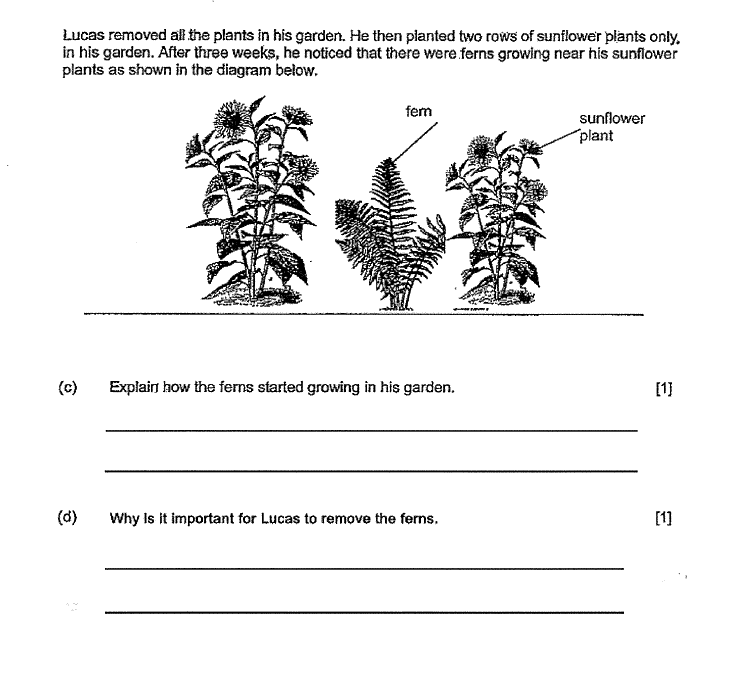 Lucas removed all the plants in his garden. He then planted two rows of sunflower plants only,
in his garden. After three weeks, he noticed that there were ferns growing near his sunflower
plants as shown in the diagram below.
fern
sunflower
plant
(c) Explain how the ferns started growing in his garden. [1]
(d) Why is it important for Lucas to remove the ferns. [1]